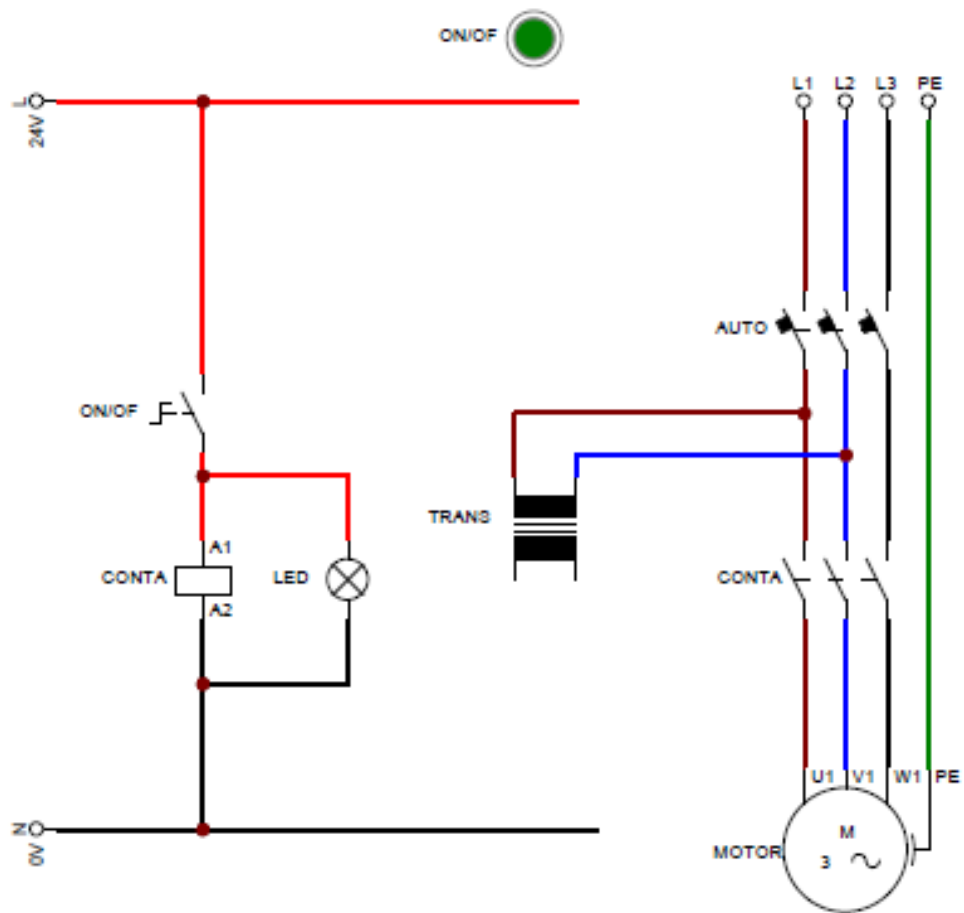 ON/OF
L1 L2 L3 PE
L
24V
AUTO
ON/OF
TRANS
A1
CONTA
LED
CONTA
A2
U1 V1 W1 PE
N
0V
M
MOTOR
3